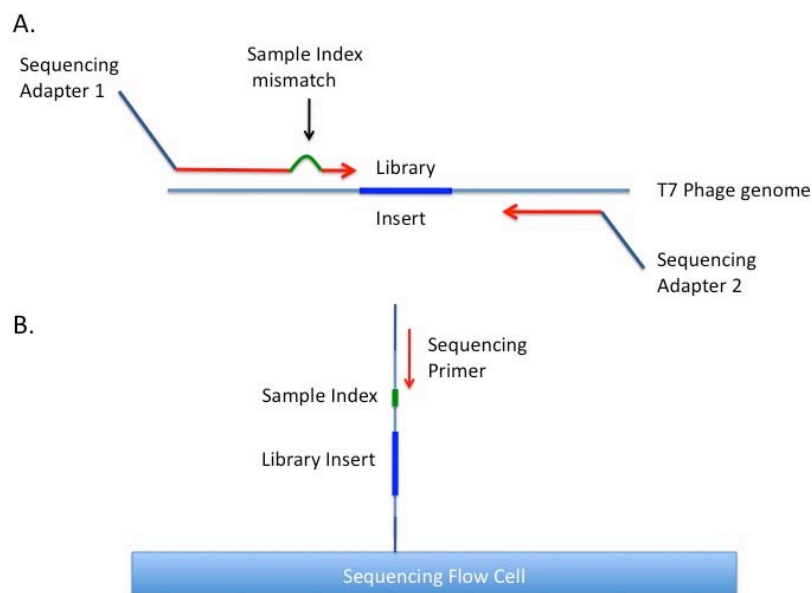 A.
Sequencing
Adapter 1
Sample Index
mismatch
Library
T7 Phage genome
Insert
Sequencing
Adapter 2
B.
Sequencing
Primer
Sample Index
Library Insert
Sequencing Flow Cell